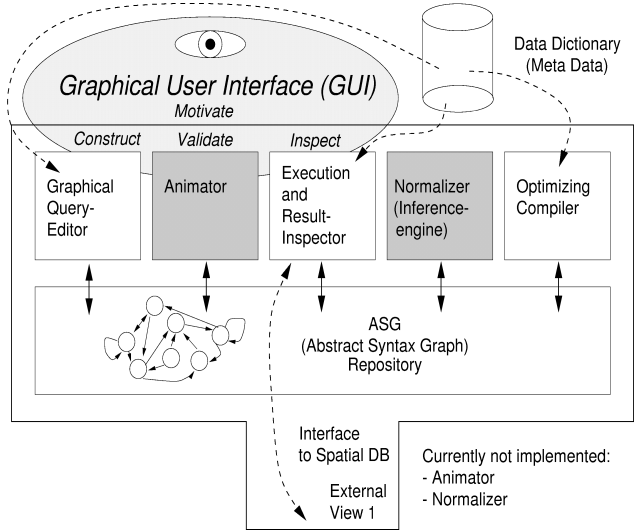 Data Dictionary
(Meta Data)
Graphical User Interface (GUI)
Motivate
Construct
Validate
Inspect
Graphical
Query-
Editor
Animator
Execution
and
Result-
Inspector
Normalizer
(Inference-
engine)
Optimizing
Compiler
ASG
(Abstract Syntax Graph)
Repository
Interface
to Spatial DB
External
View 1
Currently not implemented:
- Animator
- Normalizer